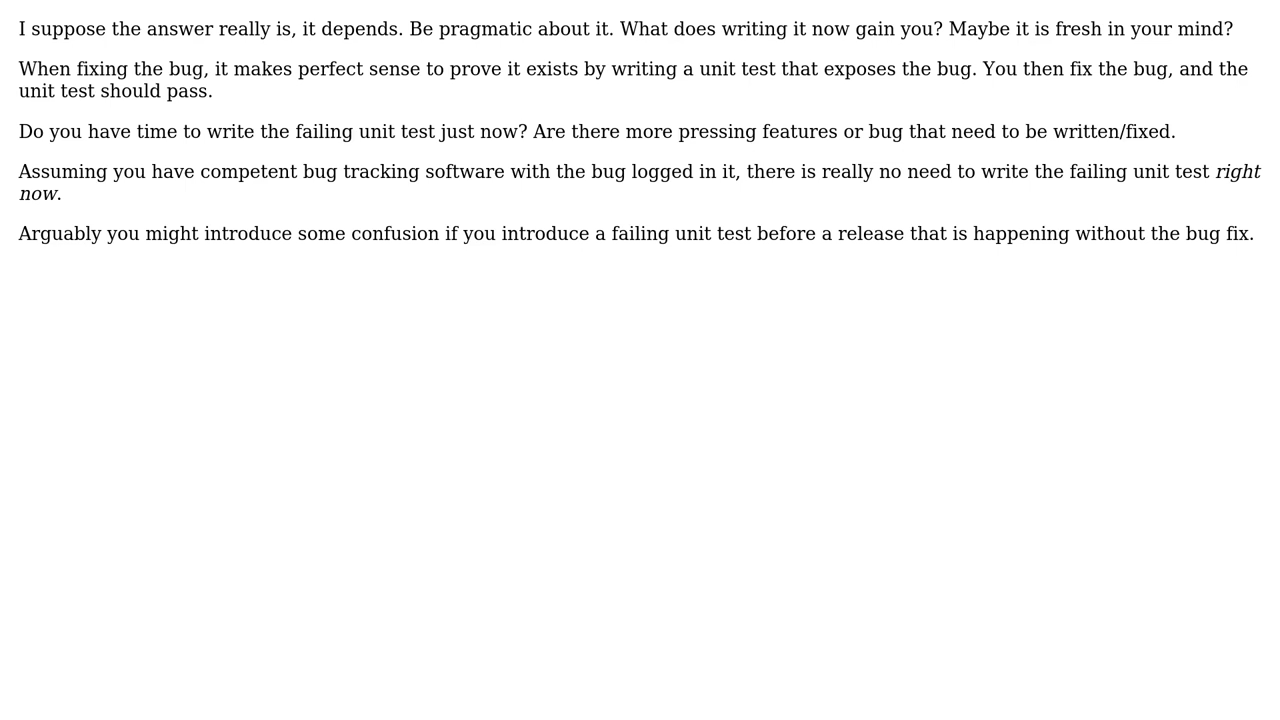 I suppose the answer really is, it depends. Be pragmatic about it. What does writing it now gain you? Maybe it is fresh in your mind?
When fixing the bug, it makes perfect sense to prove it exists by writing a unit test that exposes the bug. You then fix the bug, and the
unit test should pass.
Do you have time to write the failing unit test just now? Are there more pressing features or bug that need to be written/fixed.
Assuming you have competent bug tracking software with the bug logged in it, there is really no need to write the failing unit test right
now.
Arguably you might introduce some confusion if you introduce a failing unit test before a release that is happening without the bug fix.